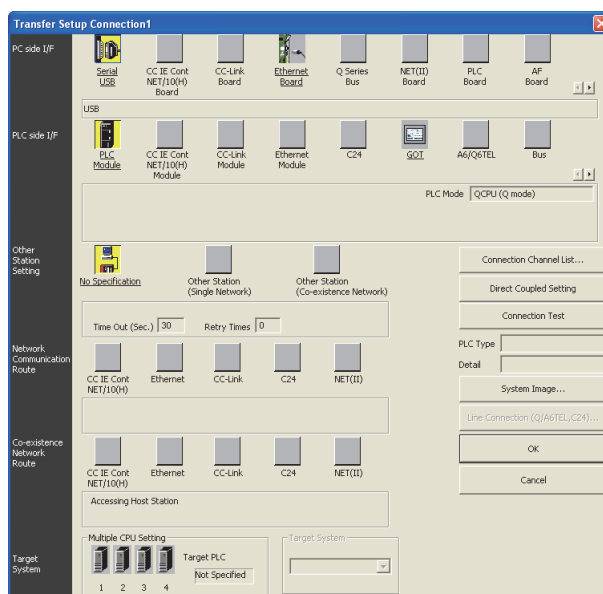 Transfer Setup Connection1
PC side I/F
Serial USB
CC IE Cont NET/10(H) Board
CC-Link Board
Ethernet Board
Q Series Bus
NET(II) Board
PLC Board
AF Board
USB
PLC side I/F
PLC Module
CC IE Cont NET/10(H) Module
CC-Link Module
Ethernet Module
C24
GOT
A6/Q6TEL
Bus
PLC Mode QCPU (Q mode)
Other Station Setting
No Specification
Other Station (Single Network)
Other Station (Co-existence Network)
Time Out (Sec.) 30 Retry Times 0
Connection Channel List...
Direct Coupled Setting
Connection Test
PLC Type
Detail
System Image...
Line Connection (Q/A6TEL,C24)...
OK
Cancel
Network Communication Route
CC IE Cont NET/10(H)
Ethernet
CC-Link
C24
NET(II)
Co-existence Network Route
CC IE Cont NET/10(H)
Ethernet
CC-Link
C24
NET(II)
Accessing Host Station
Target System
Multiple CPU Setting
1 2 3 4
Target PLC
Not Specified
Target System